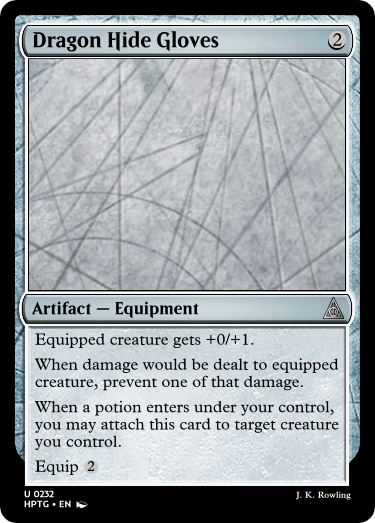 Dragon Hide Gloves 2
Artifact — Equipment
Equipped creature gets +0/+1.
When damage would be dealt to equipped
creature, prevent one of that damage.
When a potion enters under your control,
you may attach this card to target creature
you control.
Equip 2
U 0232
HPTG • EN J. K. Rowling